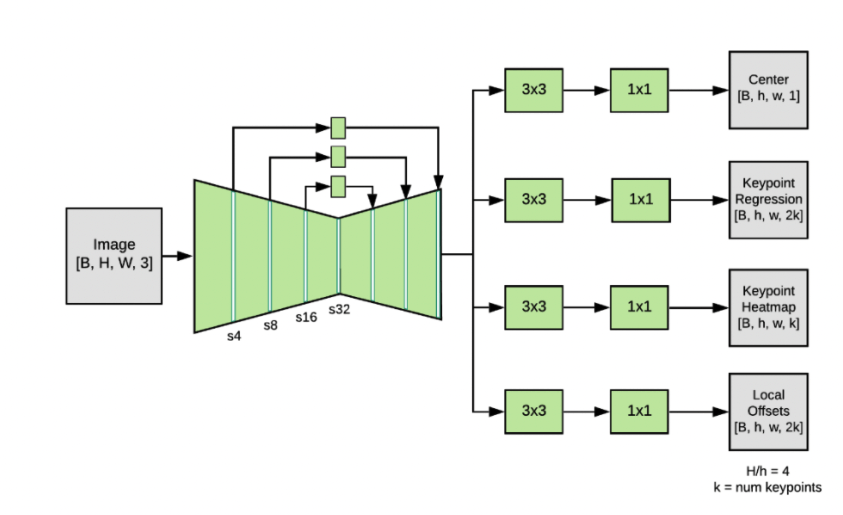 Image
[B, H, W, 3]
s4
s8
s16
s32
3x3
1x1
Center
[B, h, w, 1]
3x3
1x1
Keypoint
Regression
[B, h, w, 2k]
3x3
1x1
Keypoint
Heatmap
[B, h, w, k]
3x3
1x1
Local
Offsets
[B, h, w, 2k]
H/h = 4
k = num keypoints